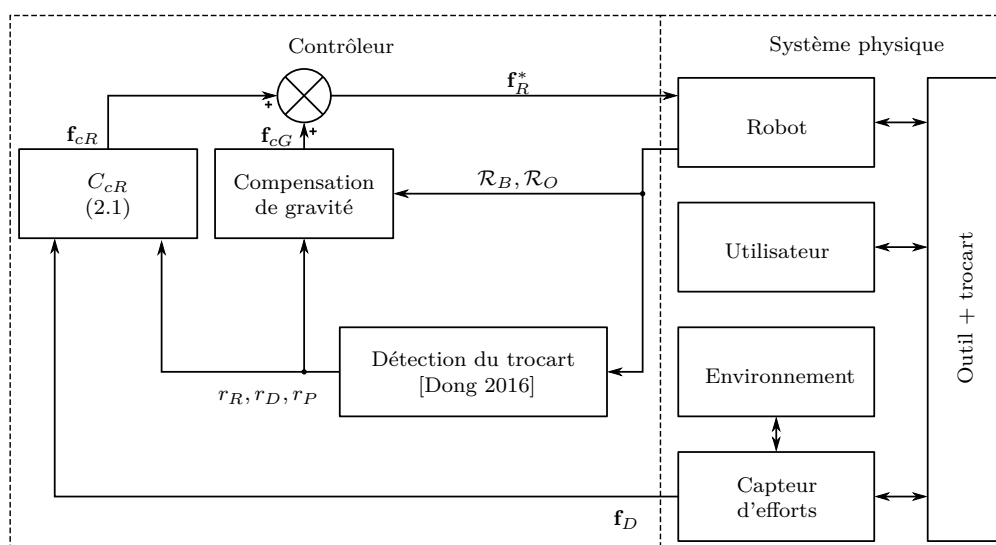 Contrôleur
Système physique
f*R
Robot
fcR
fcG
+
+
CcR
(2.1)
Compensation
de gravité
RB, RO
Utilisateur
Outil + trocart
Détection du trocart
[Dong 2016]
Environnement
rR, rD, rP
Capteur
d'efforts
fD